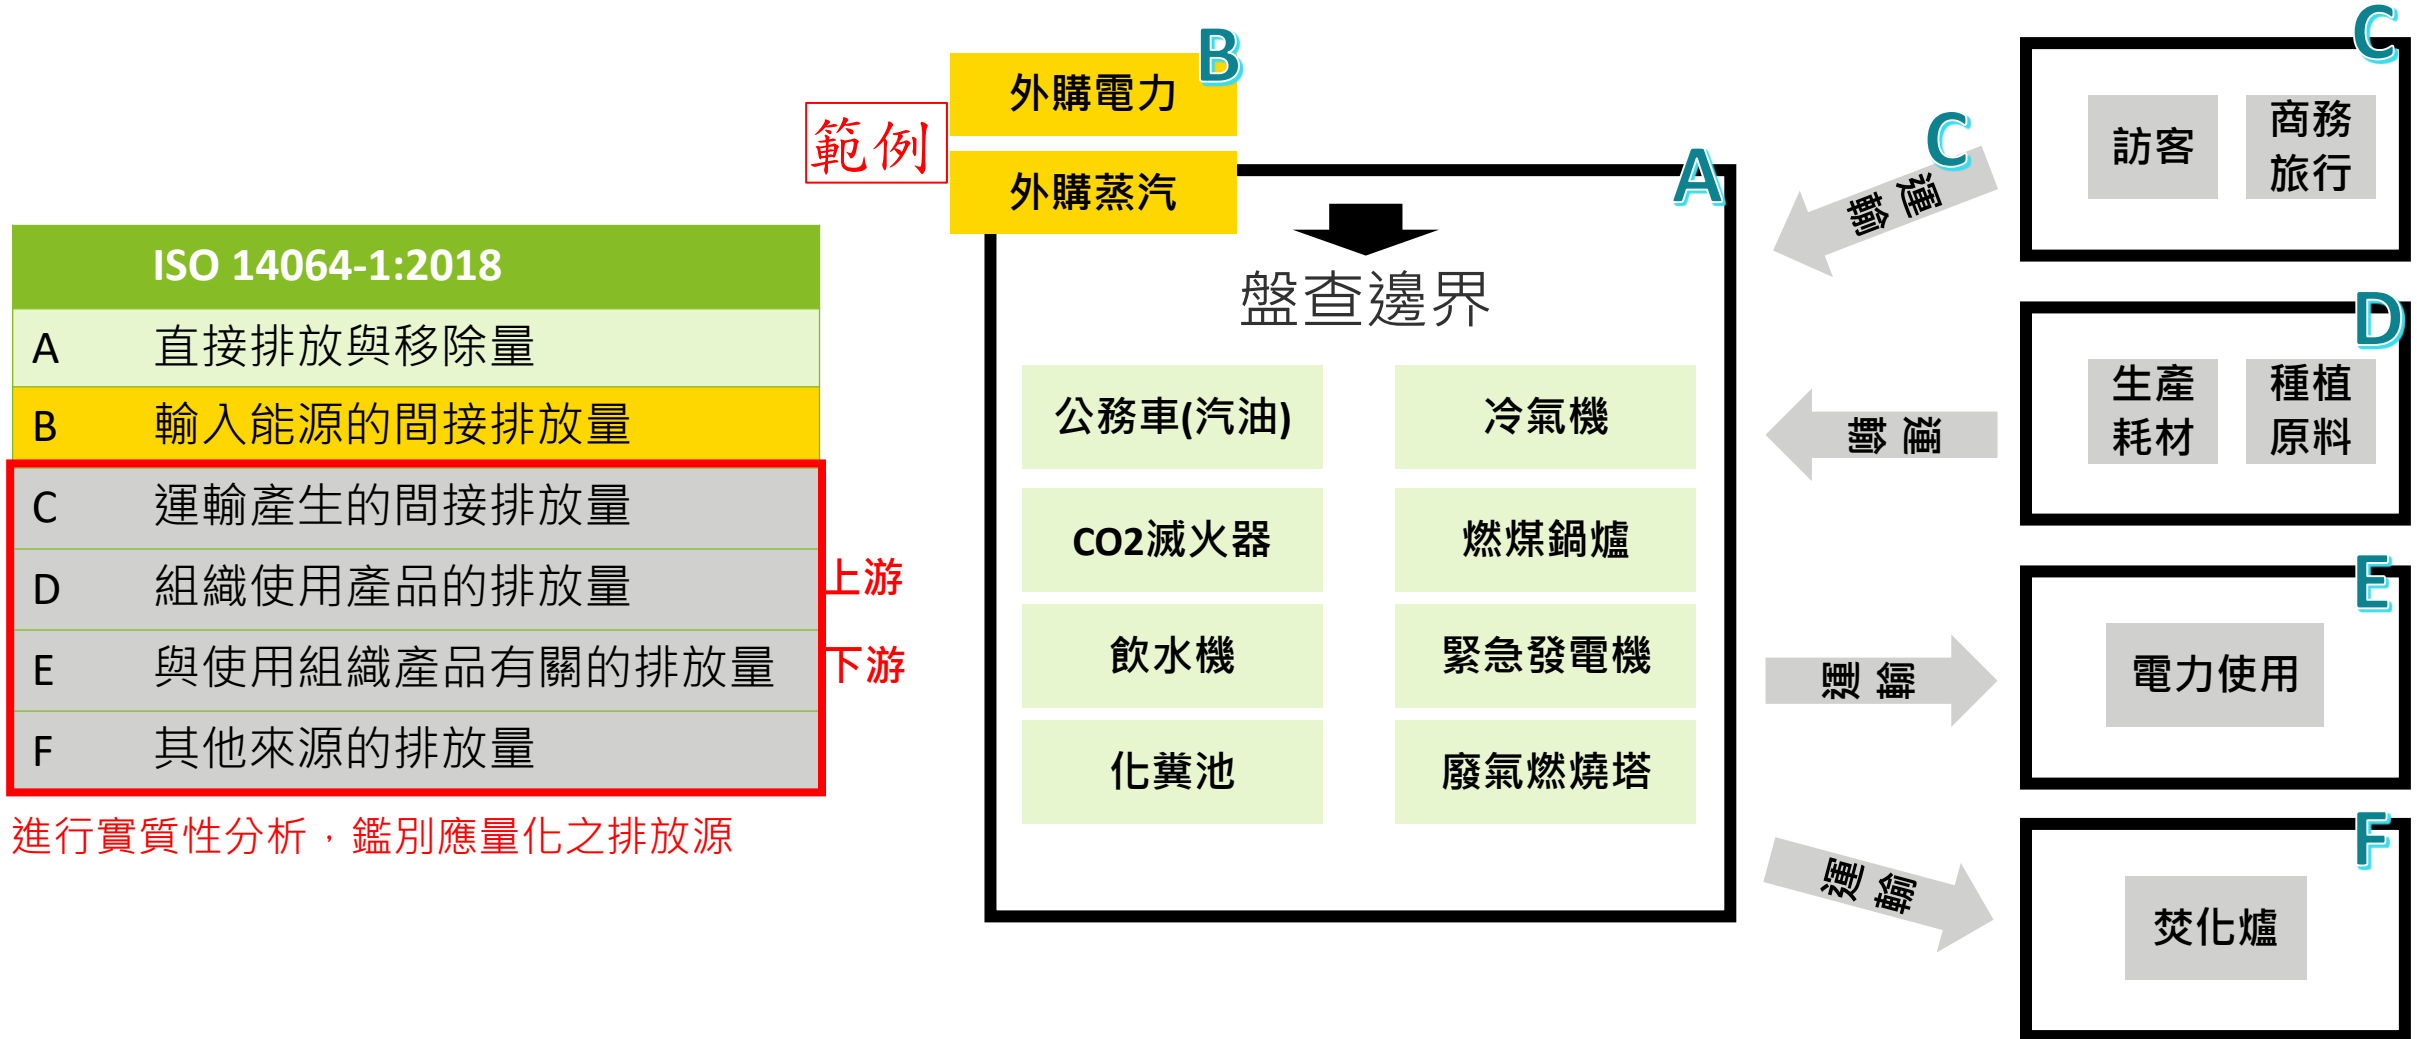 範例
ISO 14064-1:2018
A 直接排放與移除量
B 輸入能源的間接排放量
C 運輸產生的間接排放量
D 組織使用產品的排放量
E 與使用組織產品有關的排放量
F 其他來源的排放量
上游
下游
進行實質性分析，鑑別應量化之排放源
B
外購電力
外購蒸汽
A
盤查邊界
公務車(汽油)
冷氣機
CO2滅火器
燃煤鍋爐
飲水機
緊急發電機
化糞池
廢氣燃燒塔
C
運輸
運輸
運輸
運輸
C
訪客
商務
旅行
D
生產
耗材
種植
原料
E
電力使用
F
焚化爐